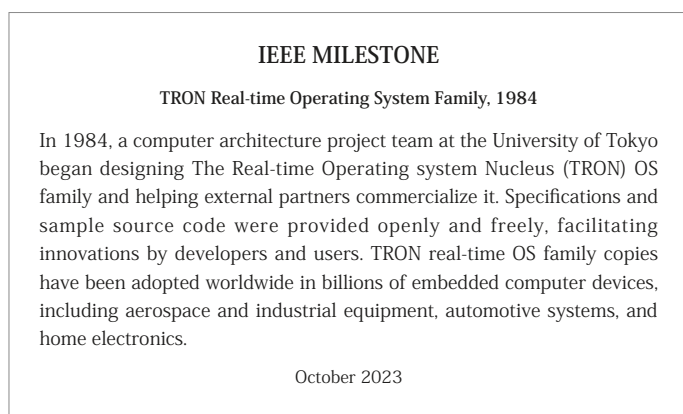 IEEE MILESTONE
TRON Real-time Operating System Family, 1984
In 1984, a computer architecture project team at the University of Tokyo
began designing The Real-time Operating system Nucleus (TRON) OS
family and helping external partners commercialize it. Specifications and
sample source code were provided openly and freely, facilitating
innovations by developers and users. TRON real-time OS family copies
have been adopted worldwide in billions of embedded computer devices,
including aerospace and industrial equipment, automotive systems, and
home electronics.
October 2023